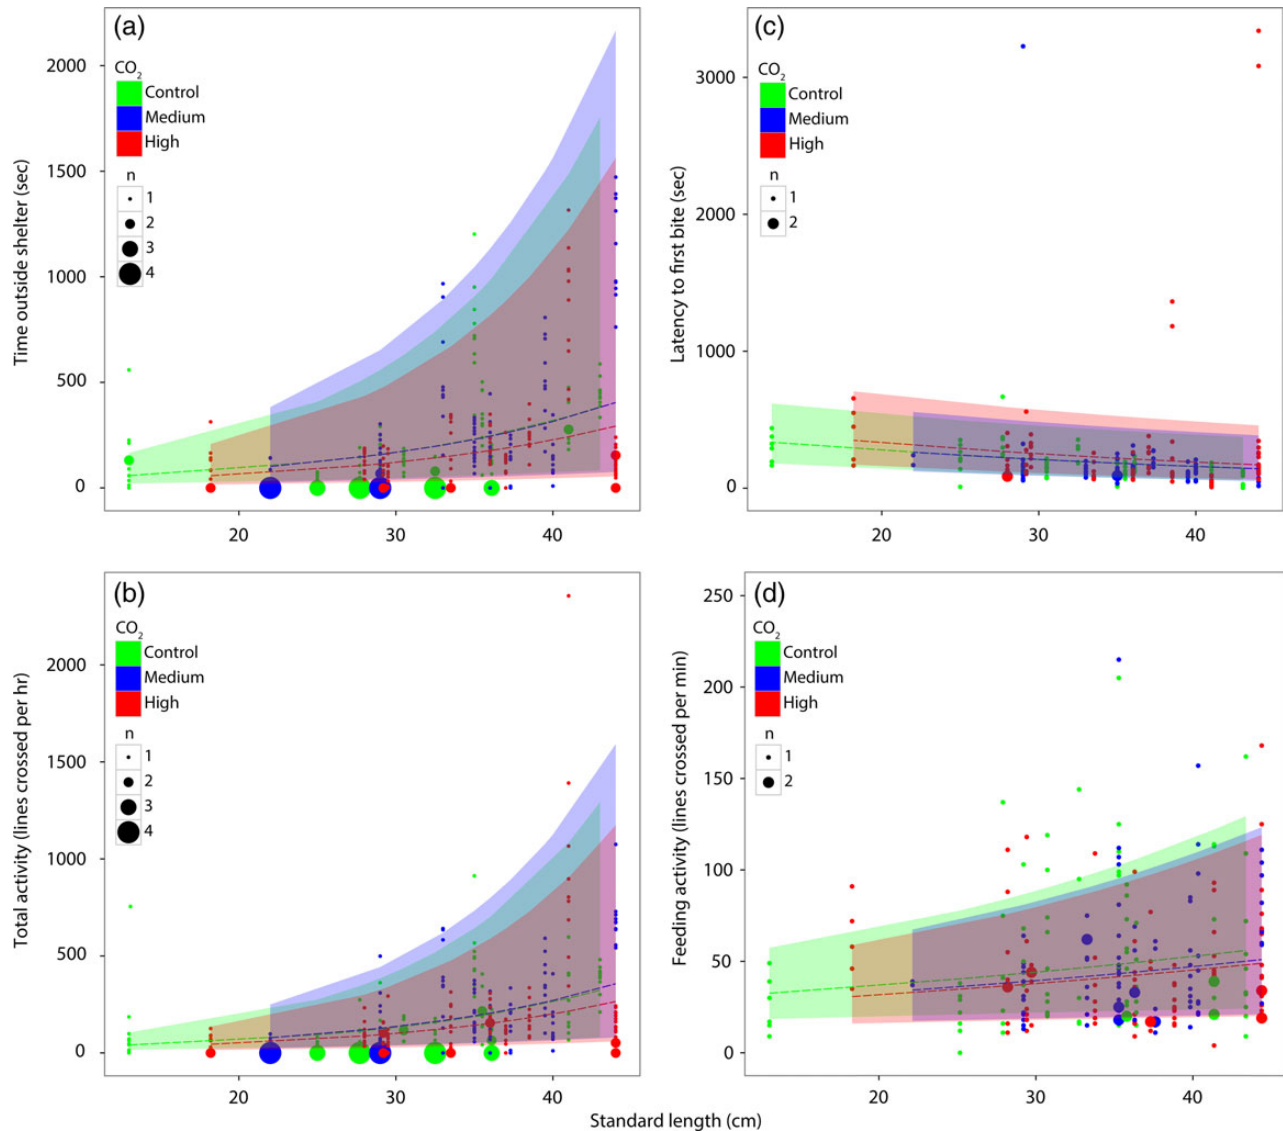 (a)
CO2
Control
Medium
High
n
1
2
3
4
Time outside shelter (sec)
2000
1500
1000
500
0
20
30
40
(c)
CO2
Control
Medium
High
n
1
2
Latency to first bite (sec)
3000
2000
1000
0
20
30
40
(b)
CO2
Control
Medium
High
n
1
2
3
4
Total activity (lines crossed per hr)
2000
1500
1000
500
0
20
30
40
(d)
CO2
Control
Medium
High
n
1
2
Feeding activity (lines crossed per min)
250
200
150
100
50
0
20
30
40
Standard length (cm)